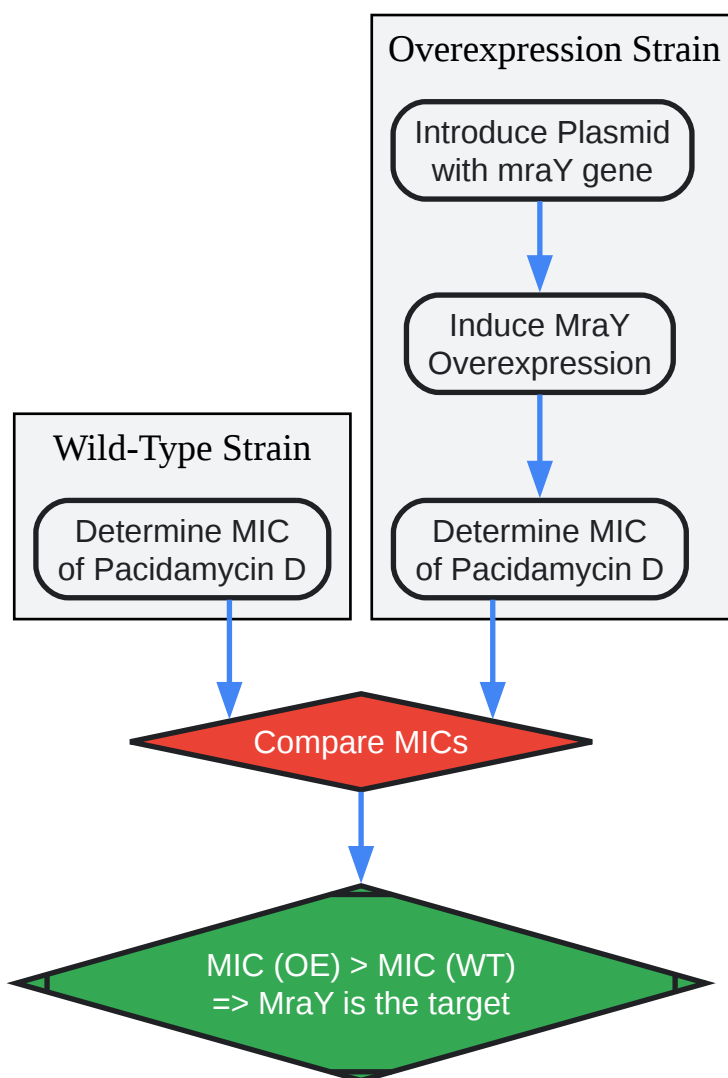 Overexpression Strain
Introduce Plasmid
with mraY gene
Induce MraY
Overexpression
Wild-Type Strain
Determine MIC
of Pacidamycin D
Determine MIC
of Pacidamycin D
Compare MICs
MIC (OE) > MIC (WT)
=> MraY is the target